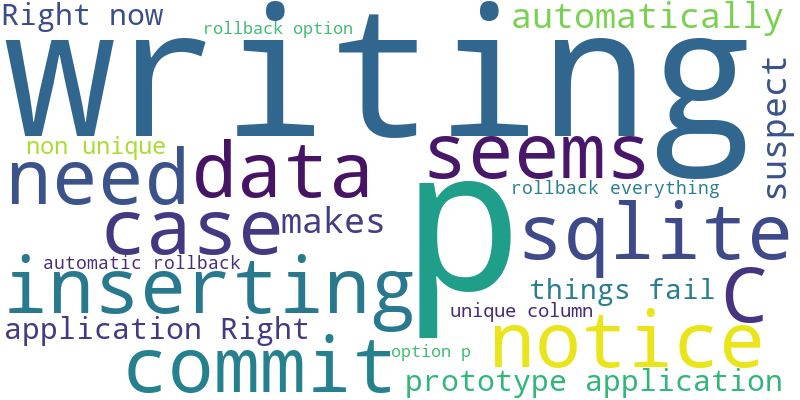 Right now
rollback option
automatically
writing
suspect
non unique
need
data
seems
rollback everything
case
makes
p
sqlite
automatic rollback
inserting
things fail
C
unique column
application Right
notice
commit
option p
prototype application